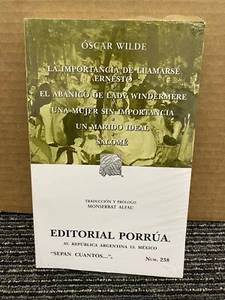 ÓSCAR WILDE
LA IMPORTANCIA DE LLAMARSE
ERNESTO
EL ABANICO DE LADY WINDERMERE
UNA MUJER SIN IMPORTANCIA
UN MARIDO IDEAL
SALOMÉ
TRADUCCIÓN Y PRÓLOGO
MONSERRAT ALFAU
EDITORIAL PORRÚA
AV. REPÚBLICA ARGENTINA 15. MÉXICO
"SEPAN CUANTOS...",
NÚM. 238